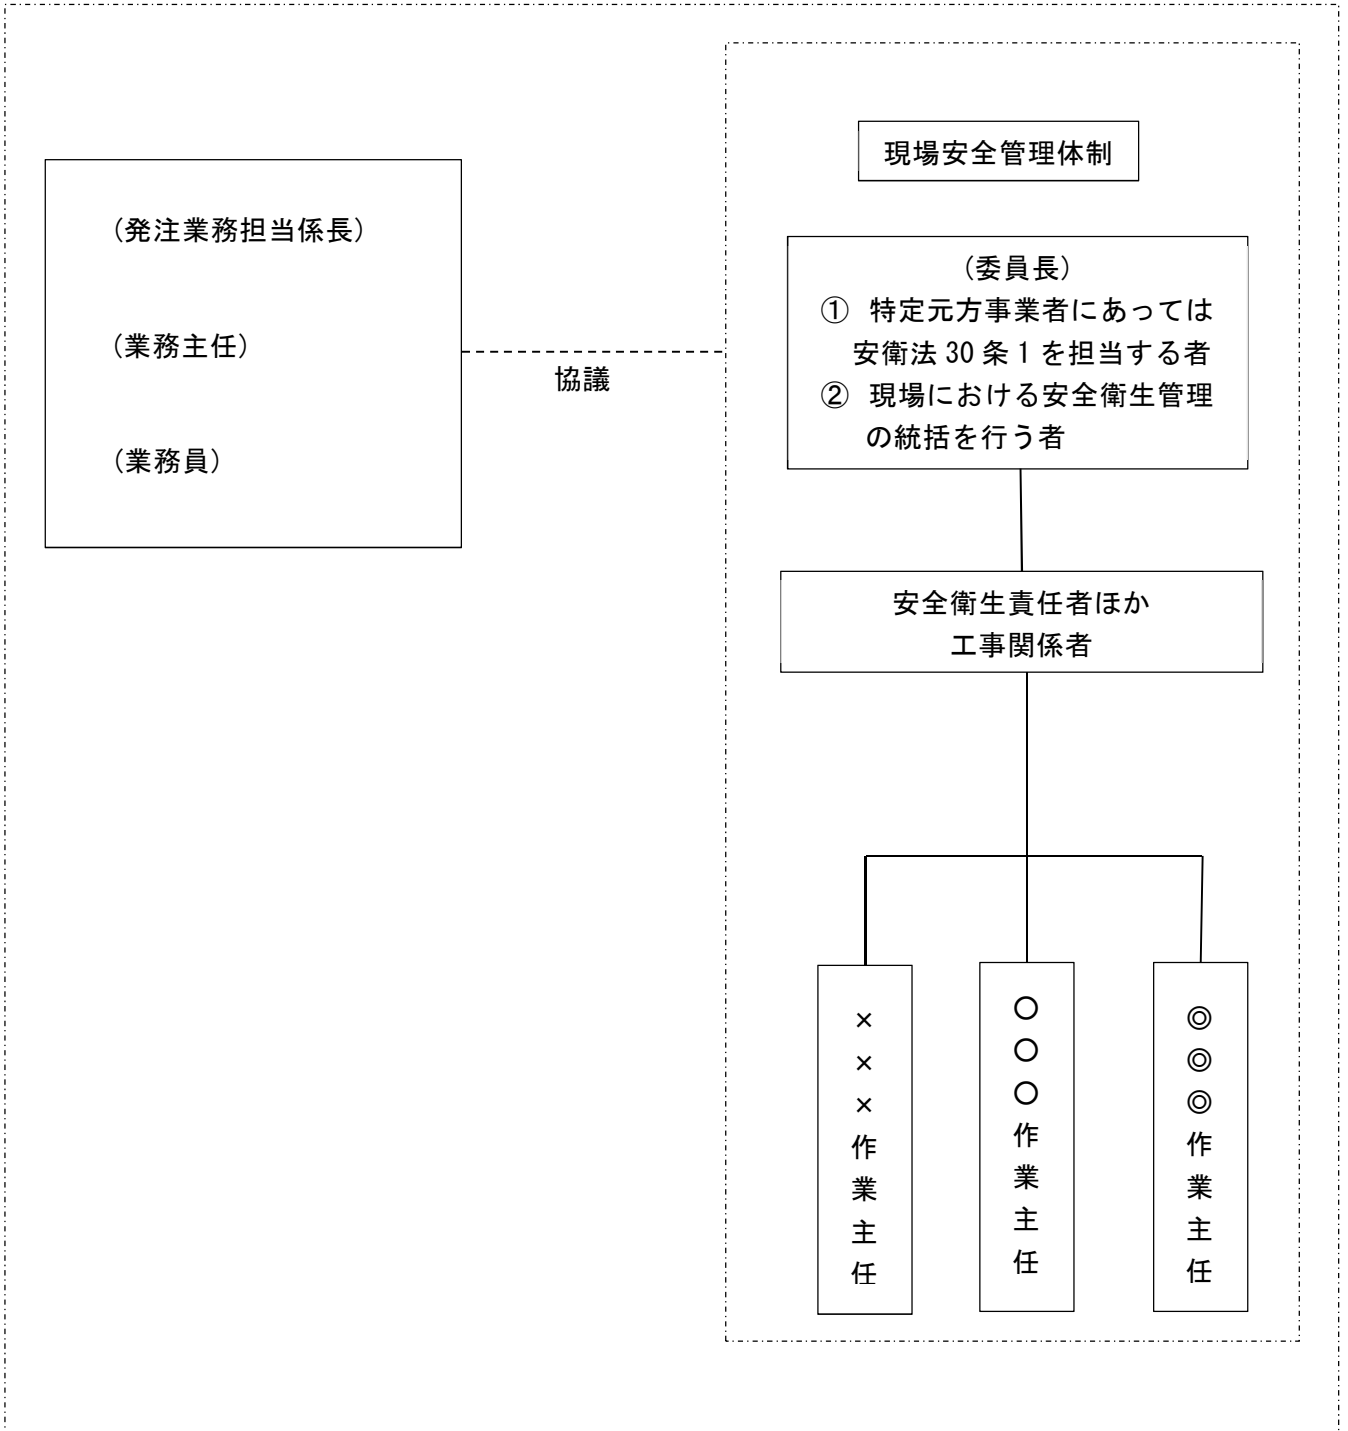 (発注業務担当係長)
(業務主任)
(業務員)
協議
現場安全管理体制
(委員長)
① 特定元方事業者にあっては
安衛法 30 条 1 を担当する者
② 現場における安全衛生管理
の統括を行う者
安全衛生責任者ほか
工事関係者
×××作業主任
〇〇〇作業主任
◎◎◎作業主任